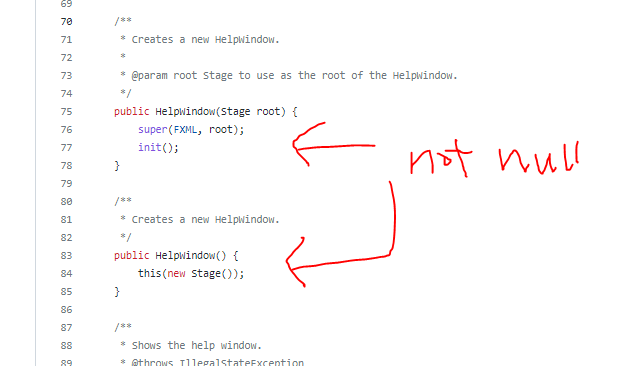 69
70 /**
71 * Creates a new HelpWindow.
72 *
73 * @param root Stage to use as the root of the HelpWindow.
74 */
75 public HelpWindow(Stage root) {
76 super(FXML, root);
77 init();
not null
78 }
79
80 /**
81 * Creates a new HelpWindow.
82 */
83 public HelpWindow() {
84 this(new Stage());
85 }
86
87 /**
88 * Shows the help window.
89 * @throws IllegalStateException